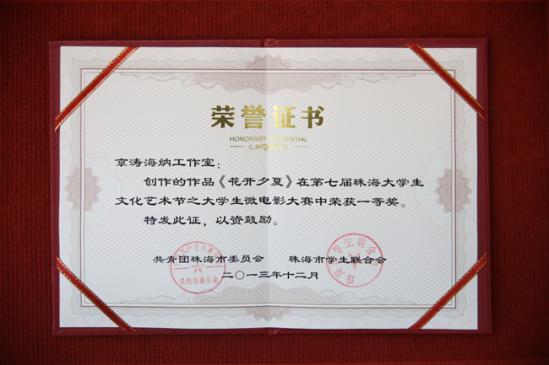 荣誉证书
HONORARY CREDENTIAL
京涛海纳工作室：
创作的作品《花开夕夏》在第七届珠海大学生
文化艺术节之大学生微电影大赛中荣获一等奖。
特发此证，以资鼓励。
共青团珠海市委员会 珠海市学生联合会
二〇一三年十二月